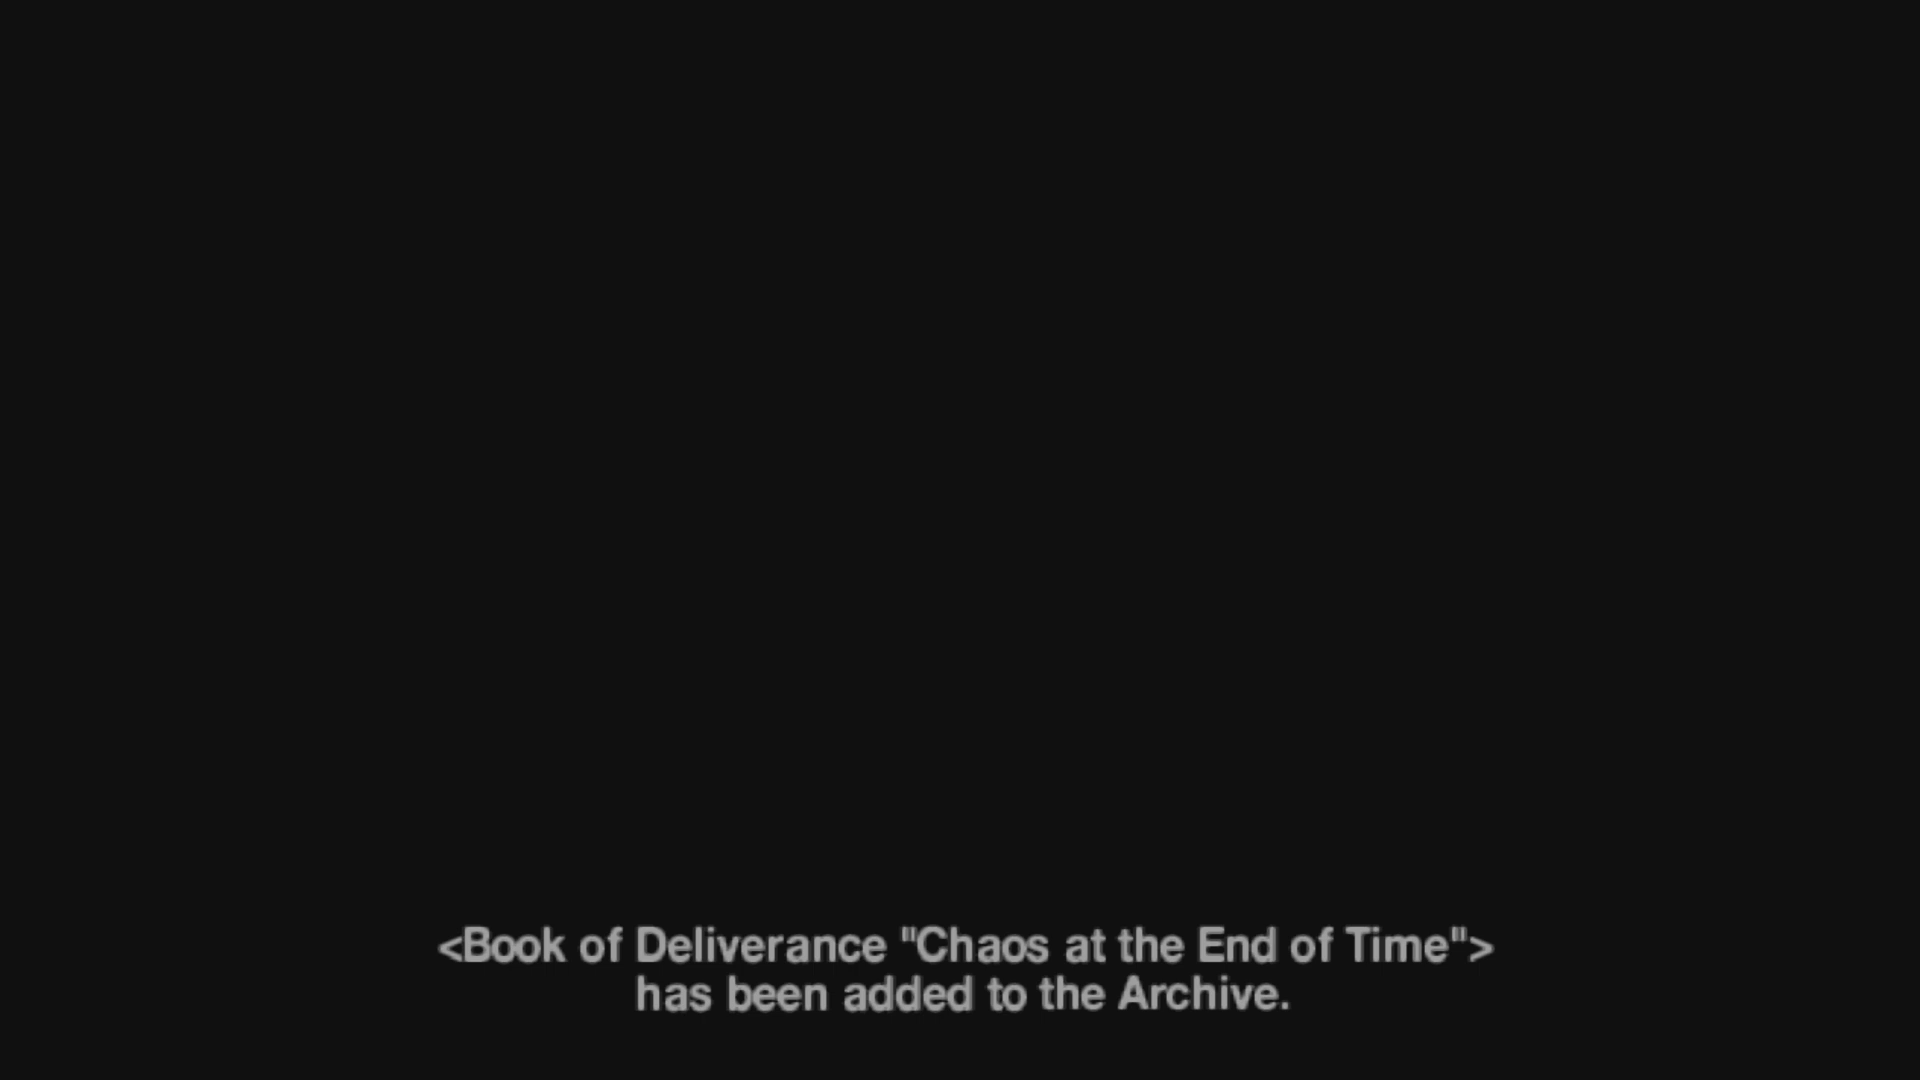 <Book of Deliverance "Chaos at the End of Time">
has been added to the Archive.